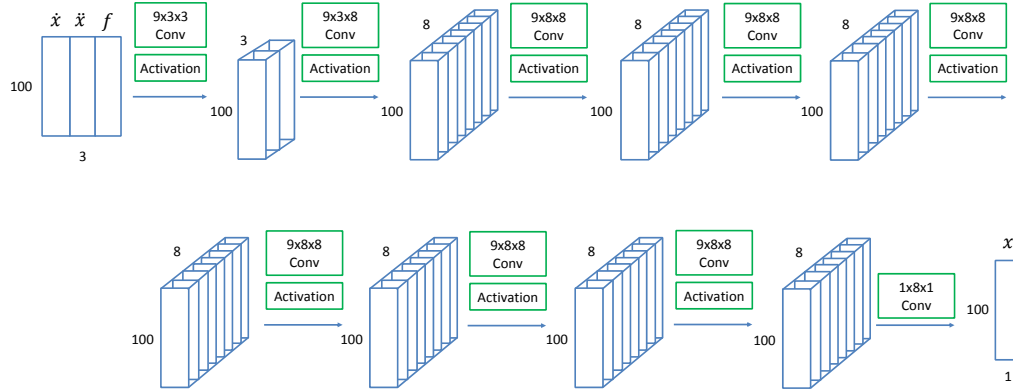 ẋ ẍ f
100
3
9x3x3
Conv
Activation
3
100
9x3x8
Conv
Activation
8
100
9x8x8
Conv
Activation
8
100
9x8x8
Conv
Activation
8
100
9x8x8
Conv
Activation
8
100
9x8x8
Conv
Activation
8
100
9x8x8
Conv
Activation
8
100
9x8x8
Conv
Activation
8
100
1x8x1
Conv
x
100
1